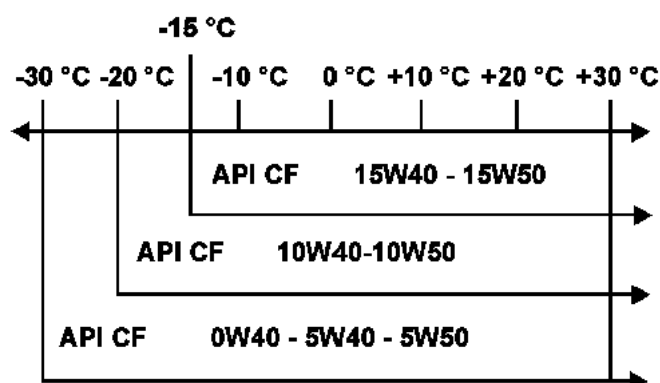 -15 °C
-30 °C -20 °C -10 °C 0 °C +10 °C +20 °C +30 °C
API CF 15W40 - 15W50
API CF 10W40-10W50
API CF 0W40 - 5W40 - 5W50